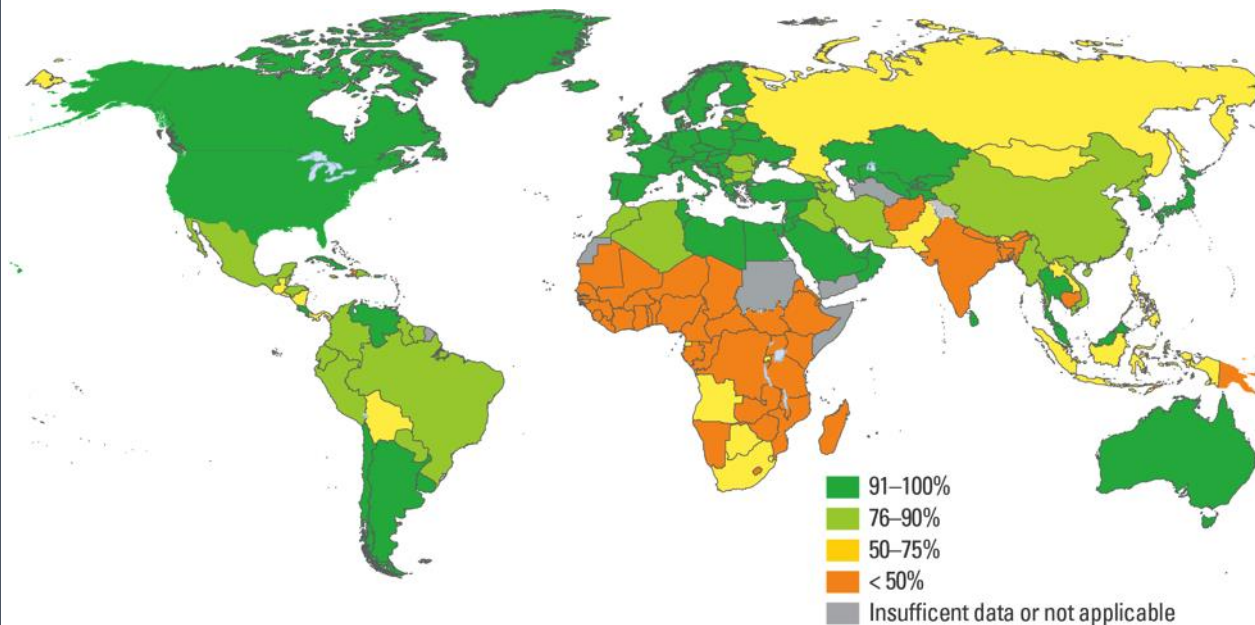 91–100%
76–90%
50–75%
< 50%
Insufficent data or not applicable